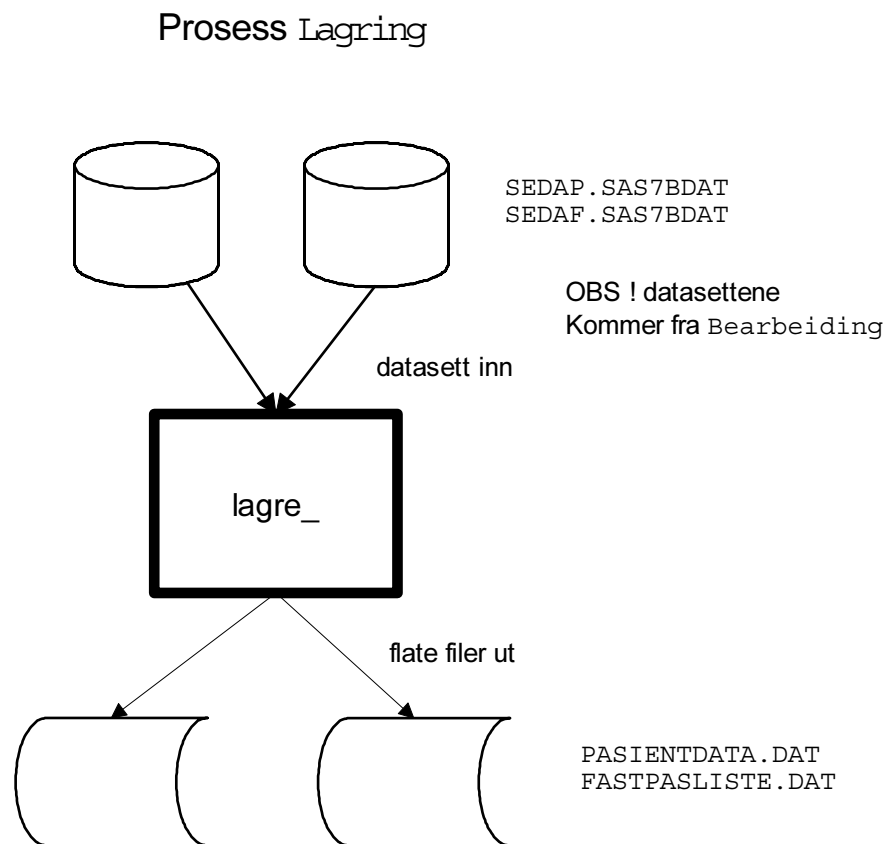 Prosess Lagring
SEDAP.SAS7BDAT
SEDAF.SAS7BDAT
OBS ! datasettene
Kommer fra Bearbeiding
datasett inn
lagre_
flate filer ut
PASIENTDATA.DAT
FASTPASLISTE.DAT